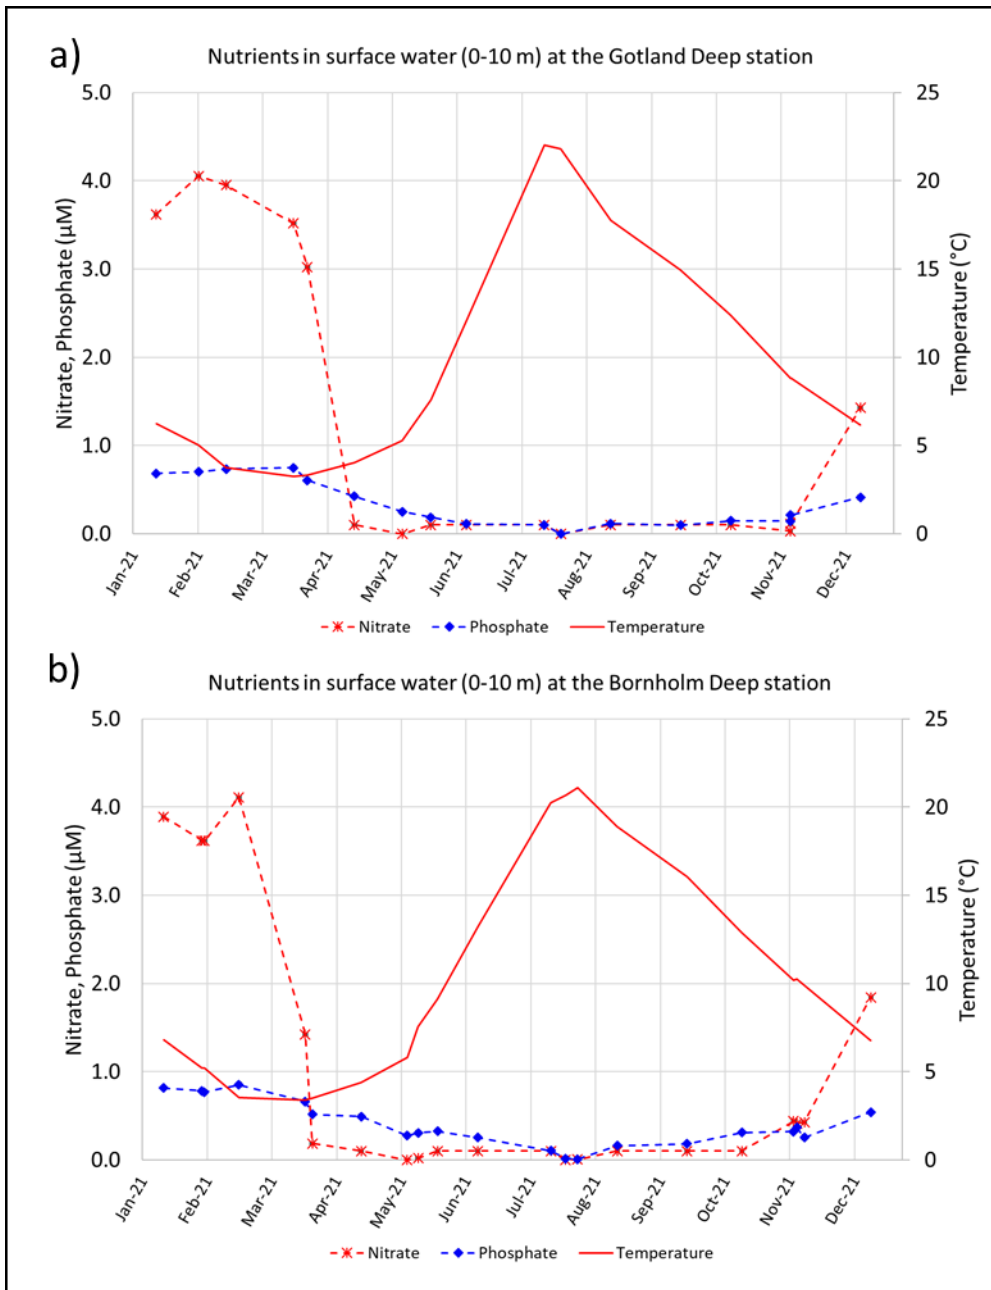 a)
Nutrients in surface water (0-10 m) at the Gotland Deep station
Nitrate, Phosphate (µM)
5.0
4.0
3.0
2.0
1.0
0.0
25
20
15
10
5
0
Temperature (°C)
Jan-21
Feb-21
Mar-21
Apr-21
May-21
Jun-21
Jul-21
Aug-21
Sep-21
Oct-21
Nov-21
Dec-21
Nitrate Phosphate Temperature
b)
Nutrients in surface water (0-10 m) at the Bornholm Deep station
Nitrate, Phosphate (µM)
5.0
4.0
3.0
2.0
1.0
0.0
25
20
15
10
5
0
Temperature (°C)
Jan-21
Feb-21
Mar-21
Apr-21
May-21
Jun-21
Jul-21
Aug-21
Sep-21
Oct-21
Nov-21
Dec-21
Nitrate Phosphate Temperature